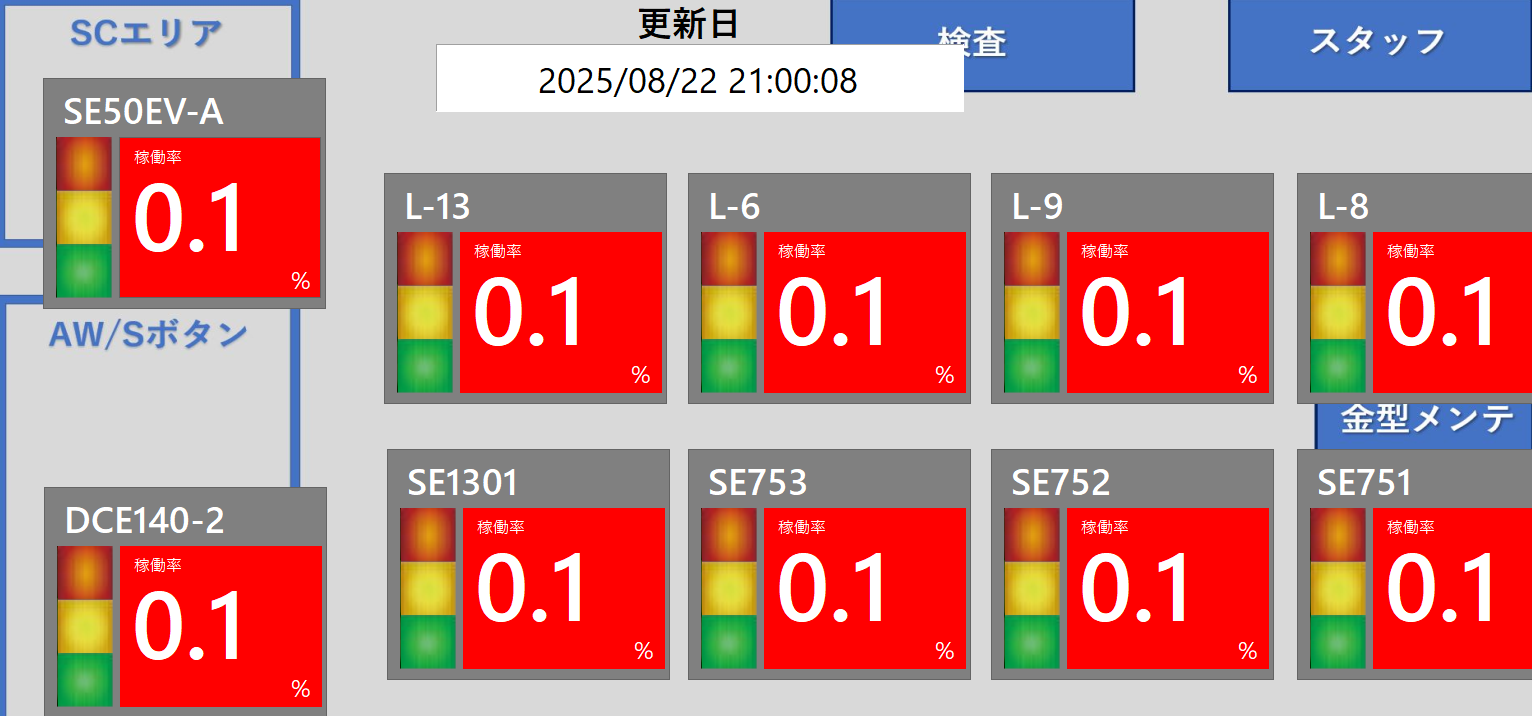 SCエリア
更新日
検査
スタッフ
2025/08/22 21:00:08
SE50EV-A
稼働率
0.1
%
L-13
稼働率
0.1
%
L-6
稼働率
0.1
%
L-9
稼働率
0.1
%
L-8
稼働率
0.1
AW/Sボタン
金型メンテ
DCE140-2
稼働率
0.1
%
SE1301
稼働率
0.1
%
SE753
稼働率
0.1
%
SE752
稼働率
0.1
%
SE751
稼働率
0.1